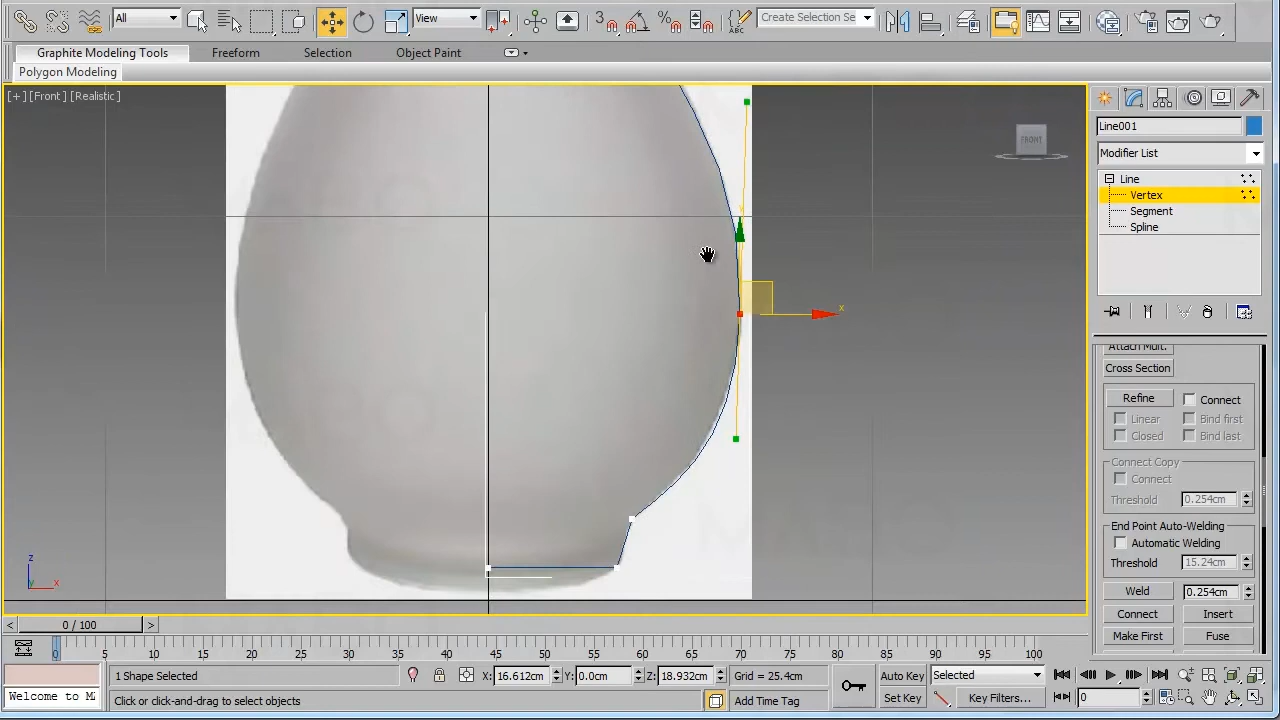 All
View
3
%
ABC
Create Selection Se
Graphite Modeling Tools
Freeform
Selection
Object Paint
Polygon Modeling
[+] [Front] [Realistic]
FRONT
Line001
Modifier List
Line
Vertex
Segment
Spline
x
Attach Mult.
Cross Section
Refine
Connect
Linear
Bind first
Closed
Bind last
Connect Copy
Connect
Threshold
0.254cm
End Point Auto-Welding
Automatic Welding
Threshold
15.24cm
Weld
0.254cm
Connect
Insert
Make First
Fuse
z
y
x
< 0 / 100 >
0 5 10 15 20 25 30 35 40 45 50 55 60 65 70 75 80 85 90 95 100
1 Shape Selected
X: 16.612cm
Y: 0.0cm
Z: 18.932cm
Grid = 25.4cm
Auto Key
Selected
Welcome to MA
Click or click-and-drag to select objects
Add Time Tag
Set Key
Key Filters...
0